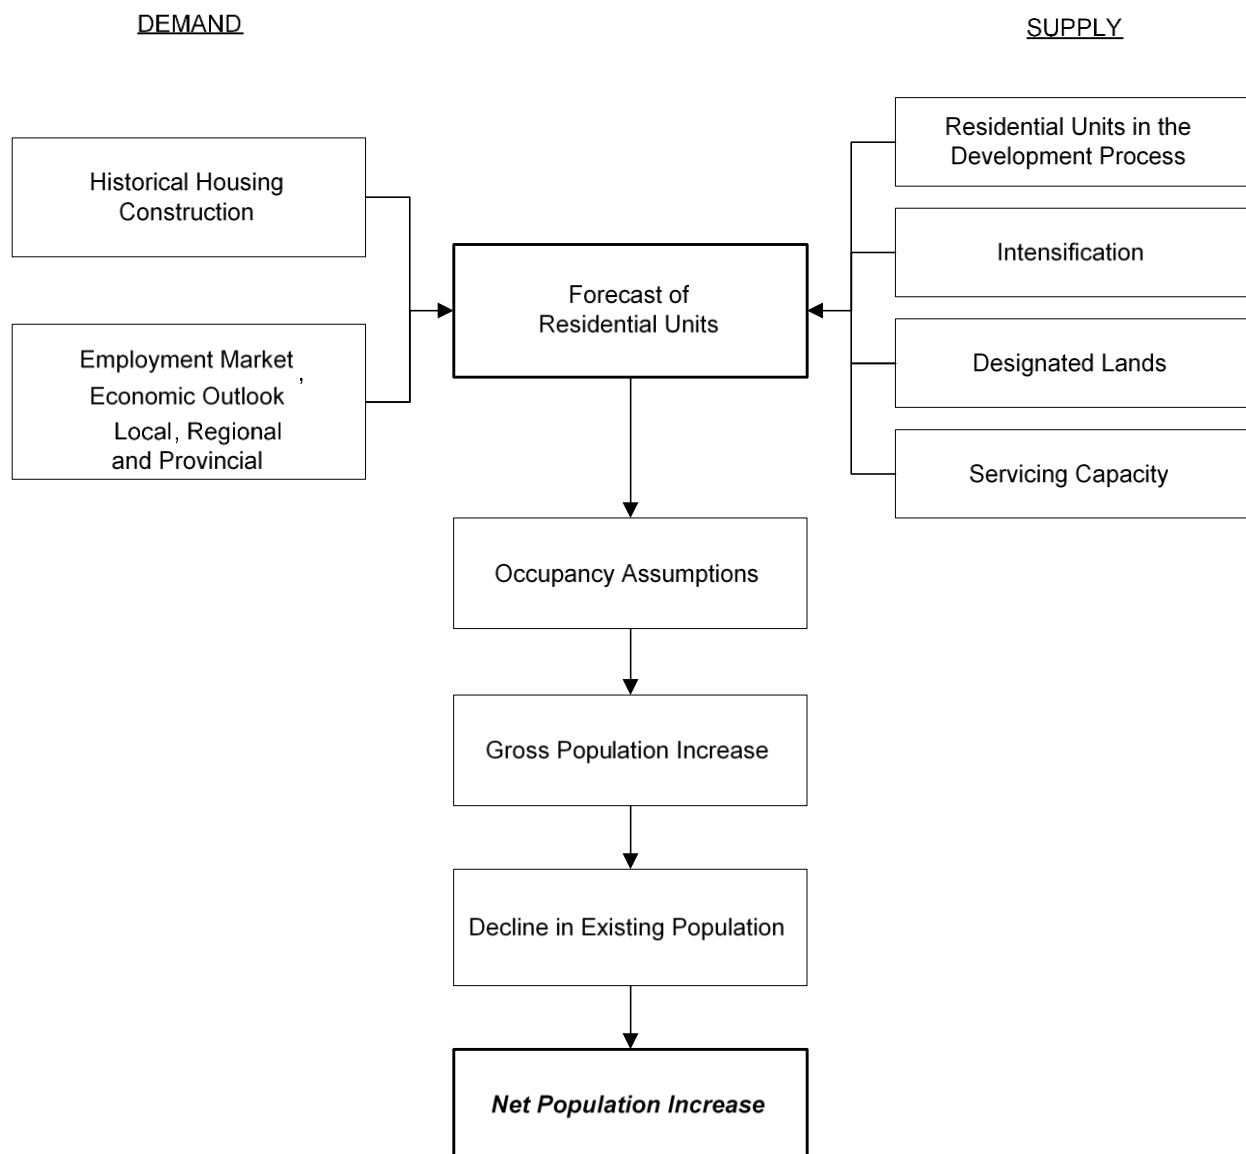 DEMAND
SUPPLY
Historical Housing
Construction
Employment Market,
Economic Outlook
Local, Regional
and Provincial
Forecast of
Residential Units
Residential Units in the
Development Process
Intensification
Designated Lands
Servicing Capacity
Occupancy Assumptions
Gross Population Increase
Decline in Existing Population
Net Population Increase